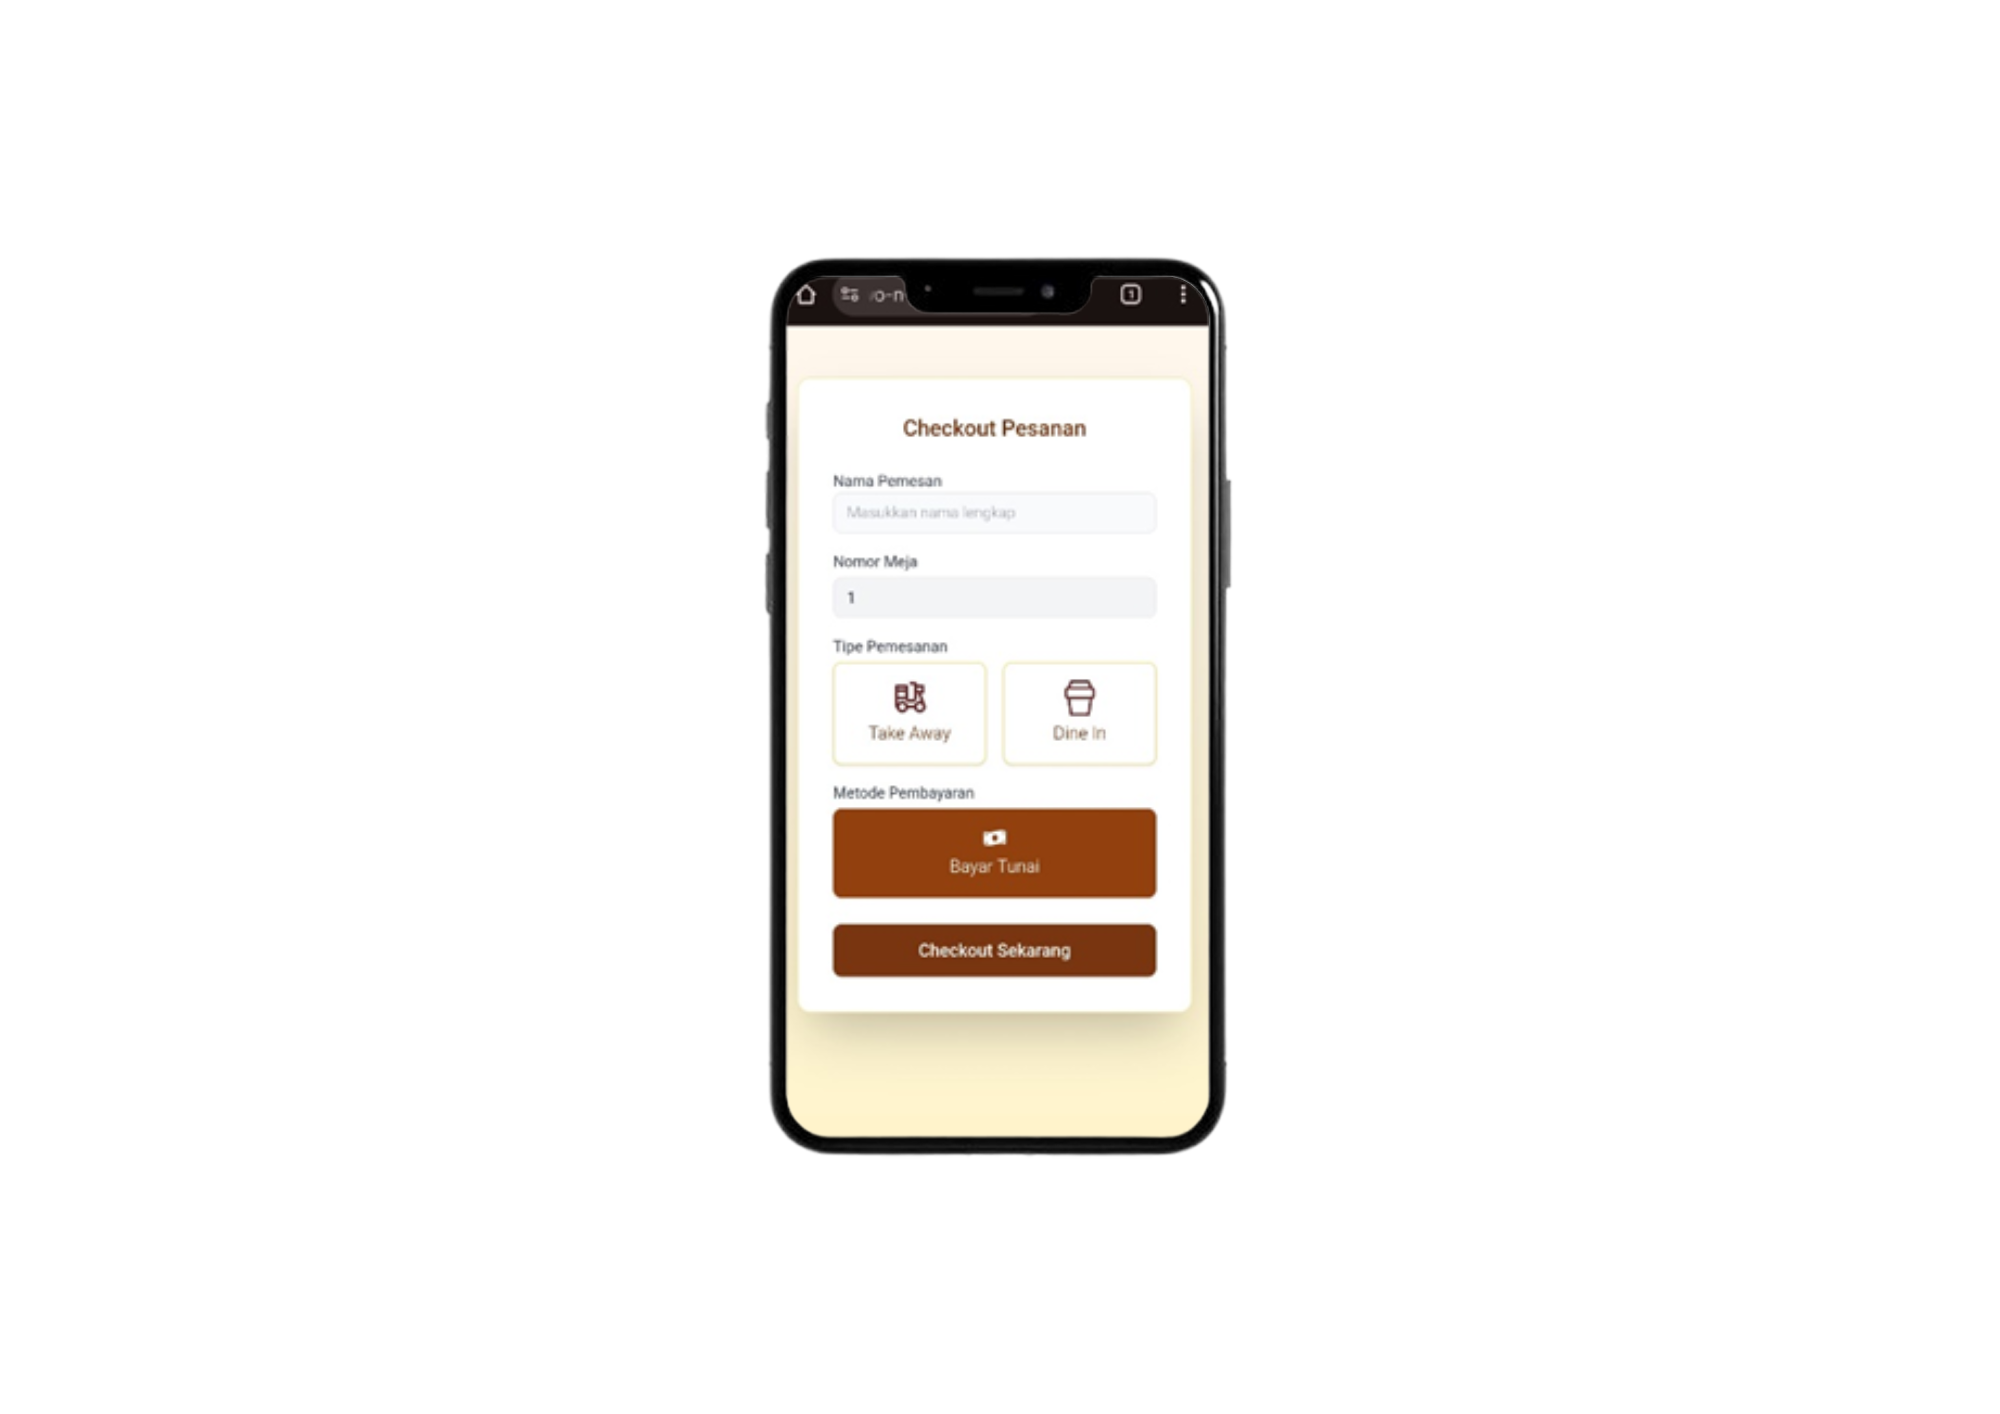 1
Checkout Pesanan
Nama Pemesan
Masukkan nama lengkap
Nomor Meja
1
Tipe Pemesanan
Take Away
Dine In
Metode Pembayaran
Bayar Tunai
Checkout Sekarang